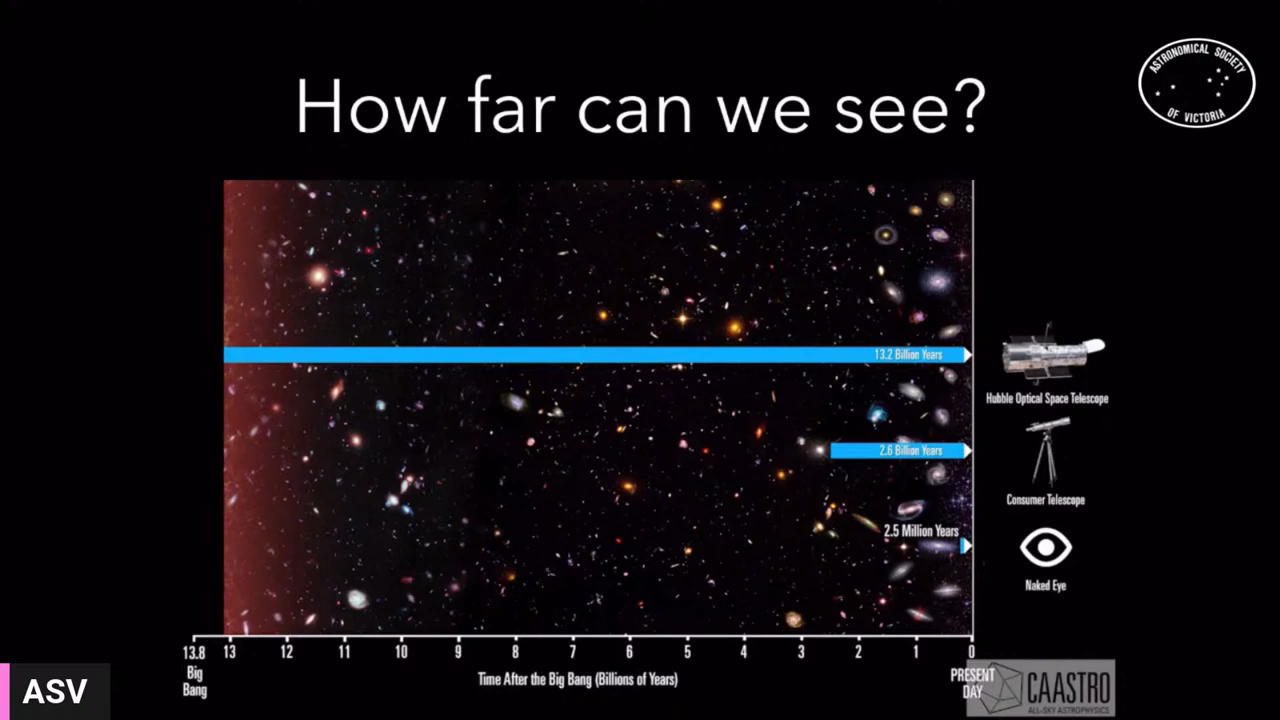 ASTRONOMICAL SOCIETY
OF VICTORIA
How far can we see?
13.2 Billion Years
Hubble Optical Space Telescope
2.6 Billion Years
Consumer Telescope
2.5 Million Years
Naked Eye
13.8 13 12 11 10 9 8 7 6 5 4 3 2 1 0
Big
Bang
Time After the Big Bang (Billions of Years)
PRESENT
DAY
CAASTRO
ALL-SKY ASTROPHYSICS
ASV